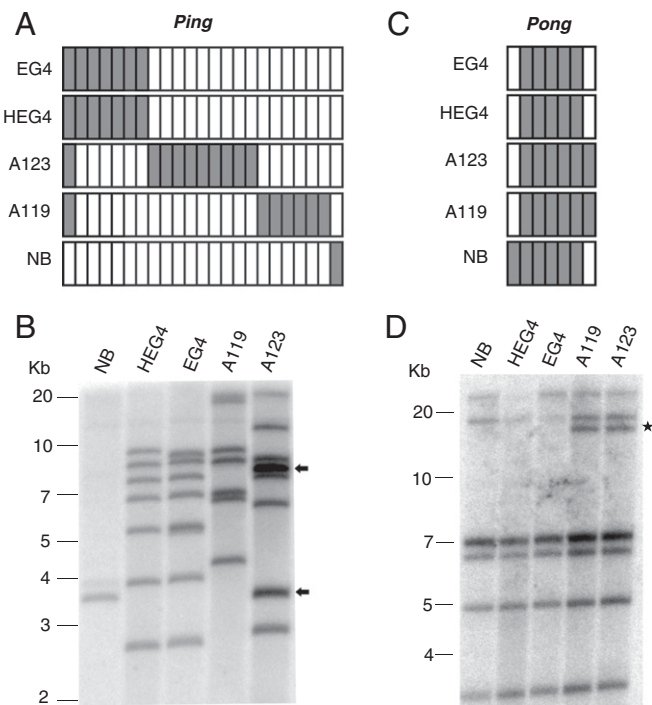 A
Ping
EG4
HEG4
A123
A119
NB
C
Pong
EG4
HEG4
A123
A119
NB
B
Kb
NB
HEG4
EG4
A119
A123
20
10
7
5
4
3
2
D
Kb
NB
HEG4
EG4
A119
A123
20
10
7
5
4